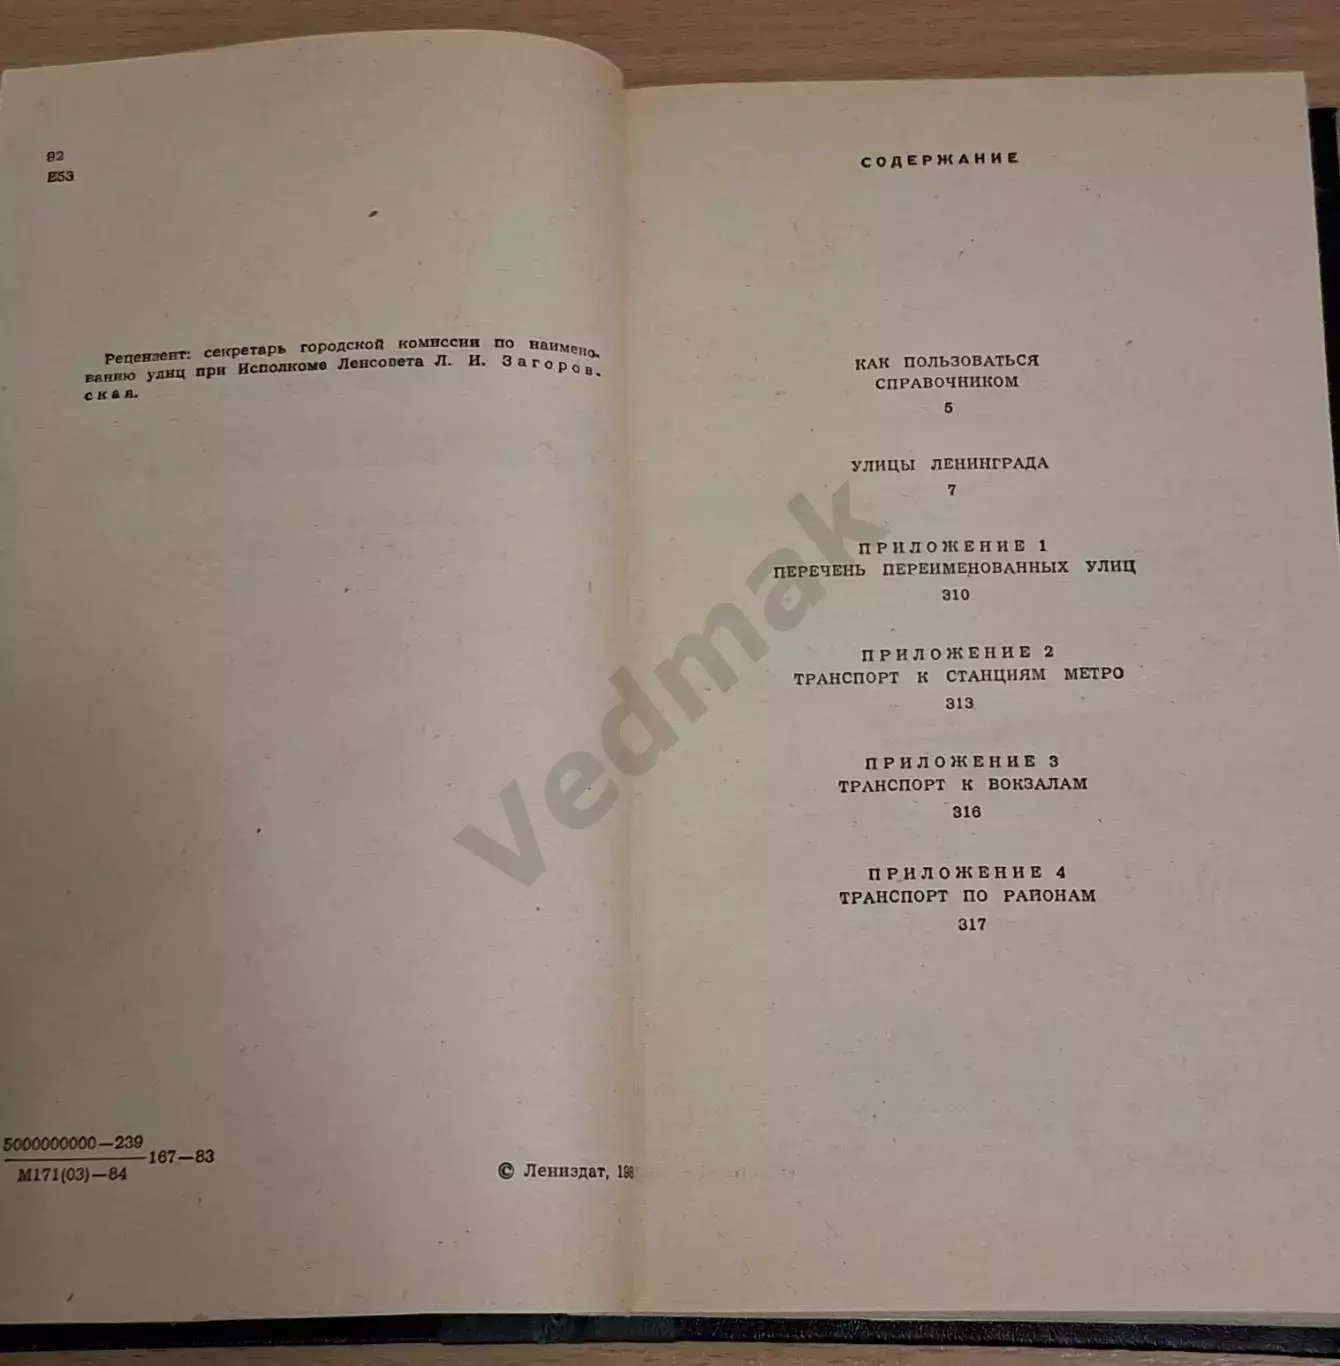 92
Е53
Рецензент: секретарь городской комиссии по наимено-
ванию улиц при Исполкоме Ленсовета Л. И. Загоров-
ская.
5000000000—239
167—83
М171(03)—84
© Лениздат, 198
СОДЕРЖАНИЕ
КАК ПОЛЬЗОВАТЬСЯ
СПРАВОЧНИКОМ
5
УЛИЦЫ ЛЕНИНГРАДА
7
ПРИЛОЖЕНИЕ 1
ПЕРЕЧЕНЬ ПЕРЕИМЕНОВАННЫХ УЛИЦ
310
ПРИЛОЖЕНИЕ 2
ТРАНСПОРТ К СТАНЦИЯМ МЕТРО
313
ПРИЛОЖЕНИЕ 3
ТРАНСПОРТ К ВОКЗАЛАМ
316
ПРИЛОЖЕНИЕ 4
ТРАНСПОРТ ПО РАЙОНАМ
317
Vedmak